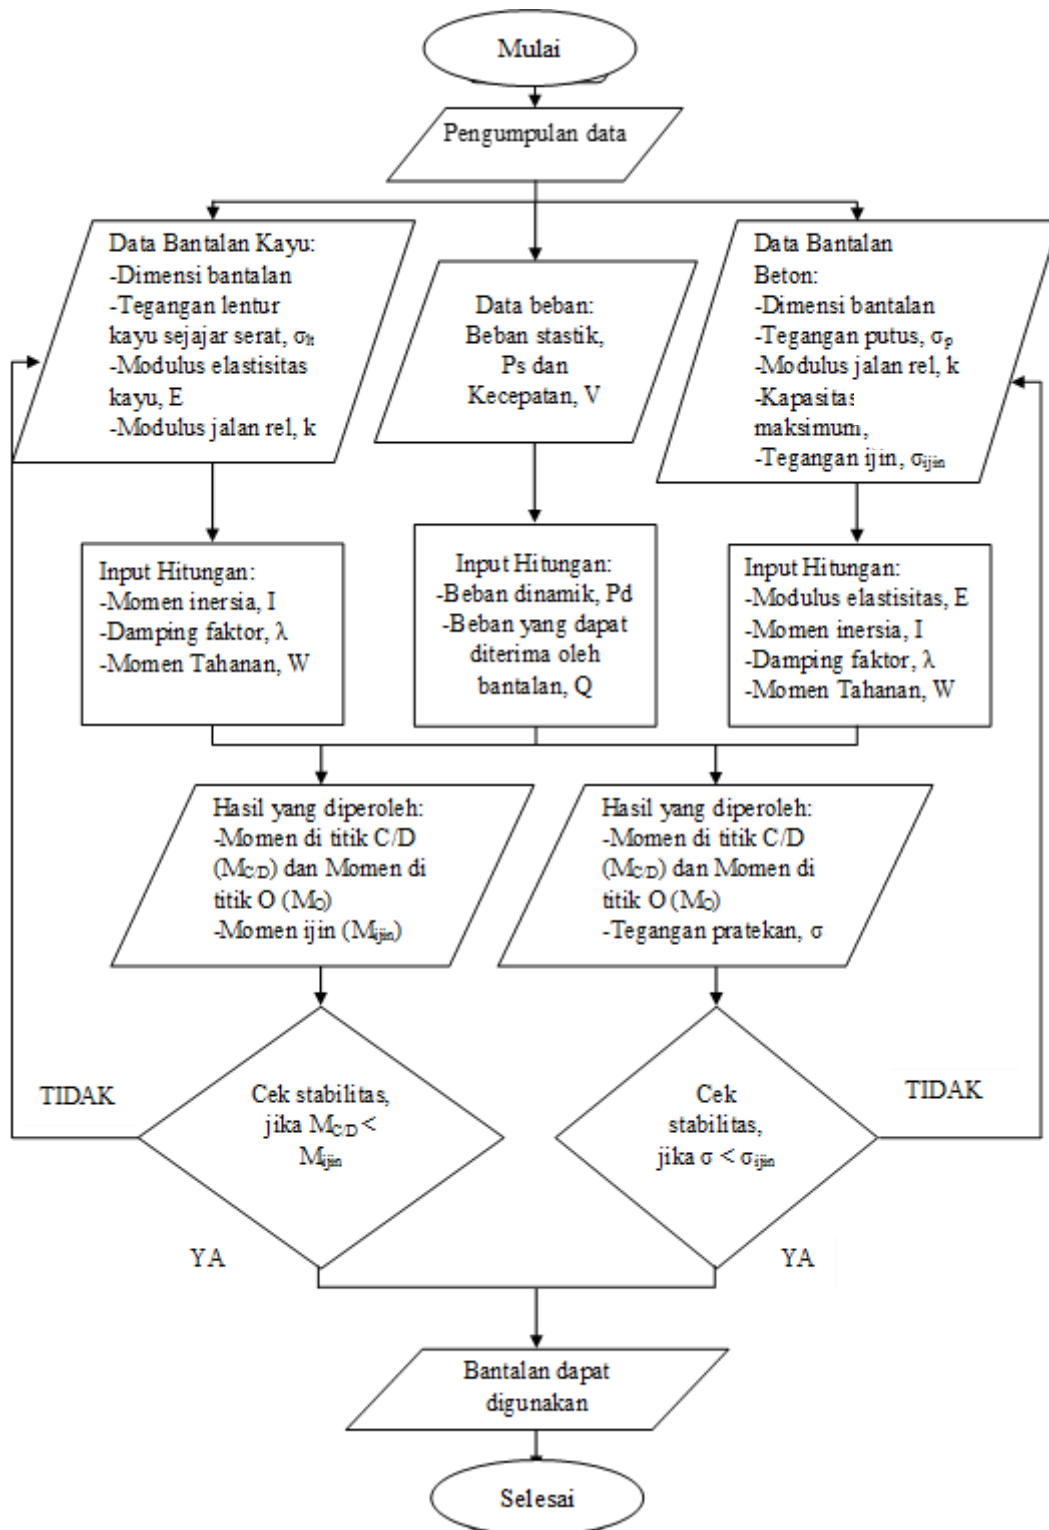 Mulai
Pengumpulan data
Data Bantalan Kayu:
-Dimensi bantalan
-Tegangan lentur
kayu sejajar serat, σlt
-Modulus elastisitas
kayu, E
-Modulus jalan rel, k
Data beban:
Beban stastik,
Ps dan
Kecepatan, V
Data Bantalan
Beton:
-Dimensi bantalan
-Tegangan putus, σp
-Modulus jalan rel, k
-Kapasitas
maksimum,
-Tegangan ijin, σijin
Input Hitungan:
-Momen inersia, I
-Damping faktor, λ
-Momen Tahanan, W
Input Hitungan:
-Beban dinamik, Pd
-Beban yang dapat
diterima oleh
bantalan, Q
Input Hitungan:
-Modulus elastisitas, E
-Momen inersia, I
-Damping faktor, λ
-Momen Tahanan, W
Hasil yang diperoleh:
-Momen di titik C/D
(MC/D) dan Momen di
titik O (MO)
-Momen ijin (Mijin)
Hasil yang diperoleh:
-Momen di titik C/D
(MC/D) dan Momen di
titik O (MO)
-Tegangan pratekan, σ
TIDAK
Cek stabilitas,
jika MC/D <
Mijin
Cek
stabilitas,
jika σ < σijin
TIDAK
YA
YA
Bantalan dapat
digunakan
Selesai